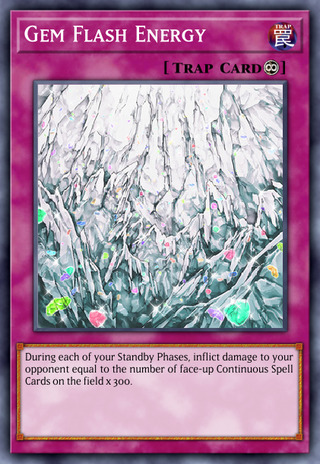 Gem Flash Energy
TRAP
罠
[Trap Card]
During each of your Standby Phases, inflict damage to your
opponent equal to the number of face-up Continuous Spell
Cards on the field x 300.